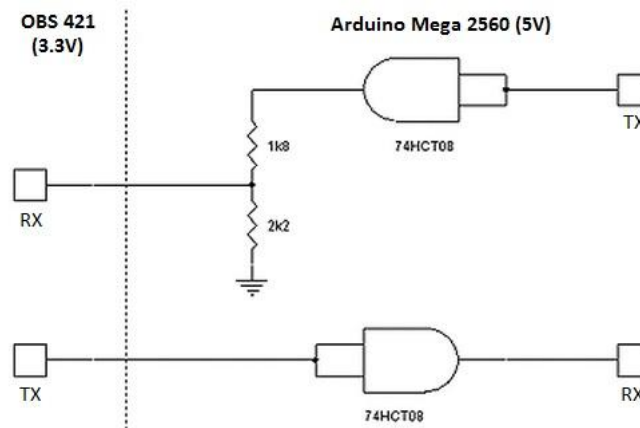 OBS 421
(3.3V)
Arduino Mega 2560 (5V)
TX
74HCT08
1k8
RX
2k2
TX
RX
74HCT08